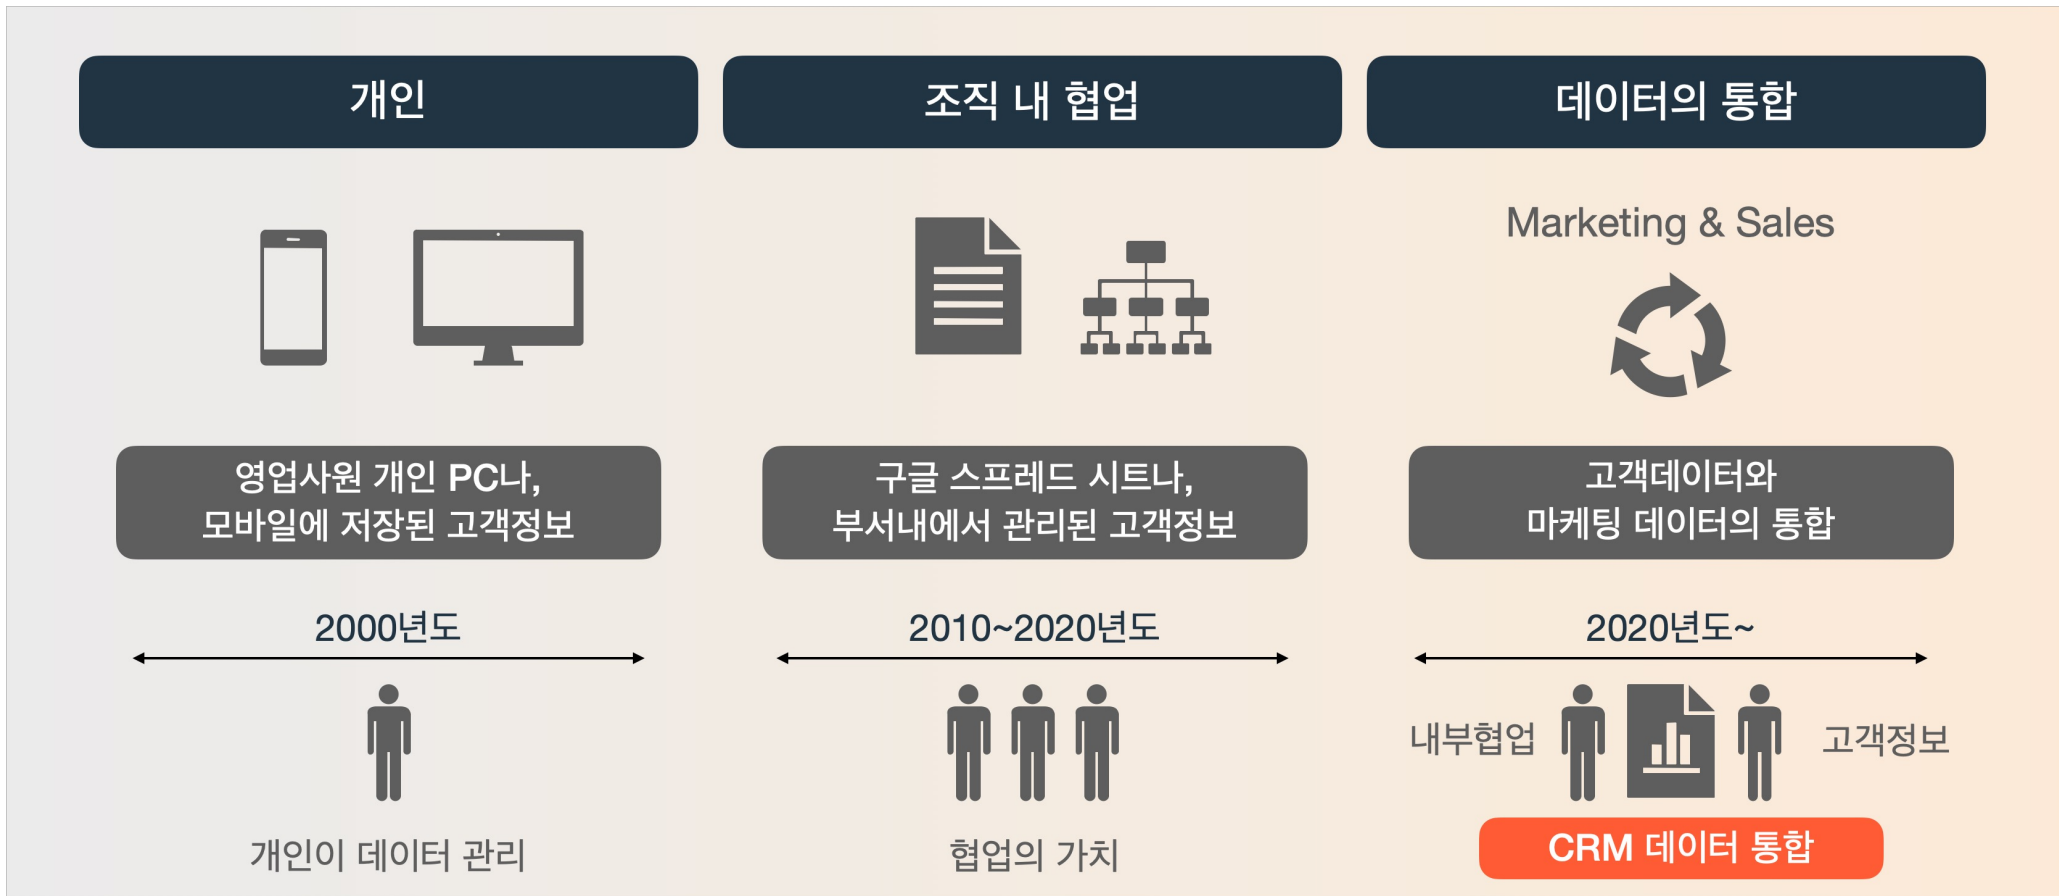 개인
영업사원 개인 PC나,
모바일에 저장된 고객정보
2000년도
개인이 데이터 관리
조직 내 협업
구글 스프레드 시트나,
부서내에서 관리된 고객정보
2010~2020년도
협업의 가치
데이터의 통합
Marketing & Sales
고객데이터와
마케팅 데이터의 통합
2020년도~
내부협업
고객정보
CRM 데이터 통합